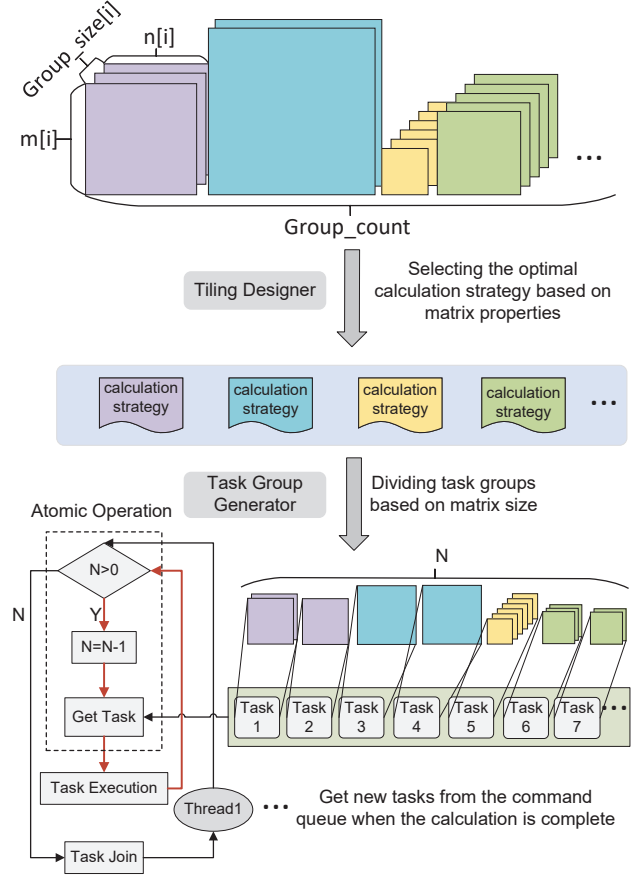 Group_size[i]
n[i]
m[i]
...
Group_count
Tiling Designer
Selecting the optimal
calculation strategy based on
matrix properties
calculation
strategy
calculation
strategy
calculation
strategy
calculation
strategy
...
Task Group
Generator
Dividing task groups
based on matrix size
Atomic Operation
N>0
N
Y
N=N-1
Get Task
Task Execution
Task Join
Thread1
N
Task
1
Task
2
Task
3
Task
4
Task
5
Task
6
Task
7
...
...
Get new tasks from the command
queue when the calculation is complete